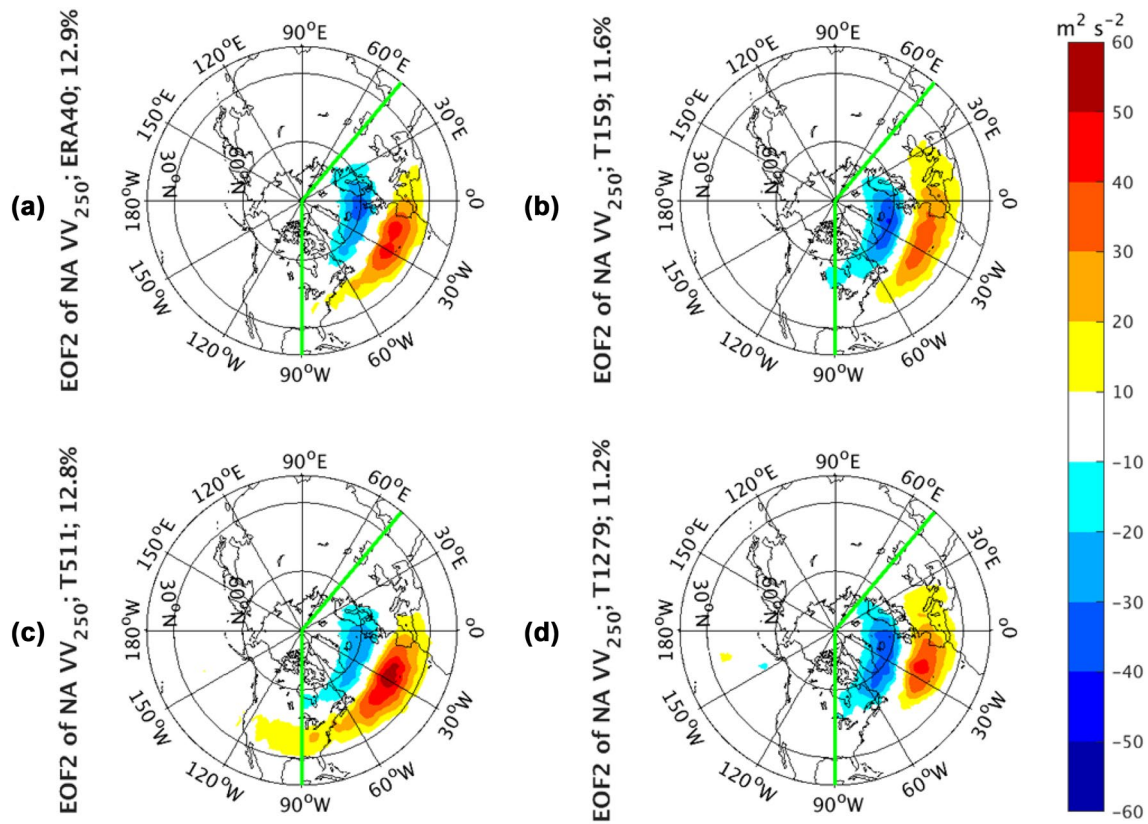 (a)
EOF2 of NA VV250; ERA40; 12.9%
90°E
120°E
60°E
150°E
30°E
30°N
60°N
180°W
0°
150°W
30°W
120°W
60°W
90°W
(b)
EOF2 of NA VV250; T159; 11.6%
90°E
120°E
60°E
150°E
30°E
30°N
60°N
180°W
0°
150°W
30°W
120°W
60°W
90°W
m² s⁻²
60
50
40
30
20
10
-10
-20
-30
-40
-50
-60
(c)
EOF2 of NA VV250; T511; 12.8%
90°E
120°E
60°E
150°E
30°E
30°N
60°N
180°W
0°
150°W
30°W
120°W
60°W
90°W
(d)
EOF2 of NA VV250; T1279; 11.2%
90°E
120°E
60°E
150°E
30°E
30°N
60°N
180°W
0°
150°W
30°W
120°W
60°W
90°W